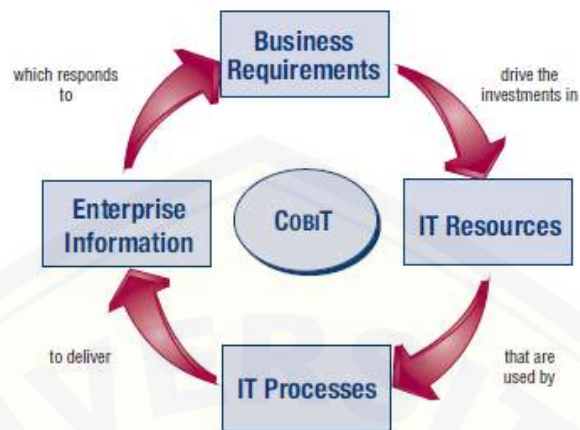 Business
Requirements
which responds
to
drive the
investments in
Enterprise
Information
COBIT
IT Resources
to deliver
IT Processes
that are
used by